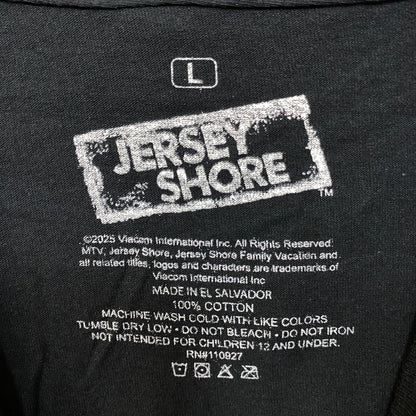 L
JERSEY
SHORE
TM
©2025 Viacom International Inc. All Rights Reserved.
MTV, Jersey Shore, Jersey Shore Family Vacation and
all related titles, logos and characters are trademarks of
Viacom International Inc
MADE IN EL SALVADOR
100% COTTON
MACHINE WASH COLD WITH LIKE COLORS
TUMBLE DRY LOW • DO NOT BLEACH • DO NOT IRON
NOT INTENDED FOR CHILDREN 12 AND UNDER.
RN#110927